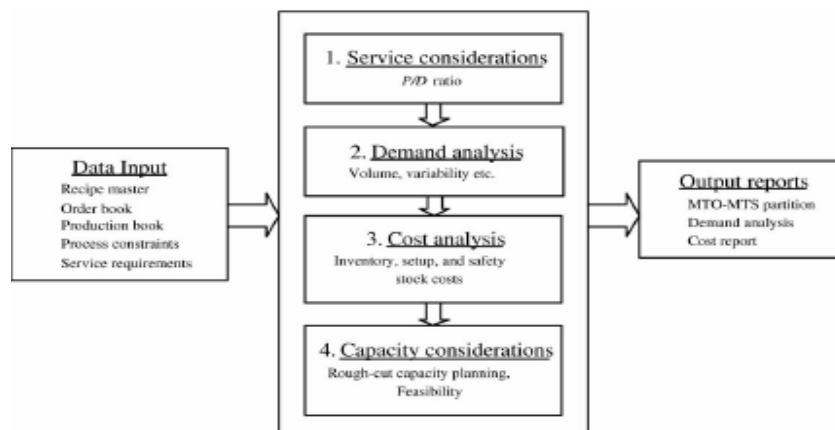 Data Input
Recipe master
Order book
Production book
Process constraints
Service requirements
1. Service considerations
P/D ratio
2. Demand analysis
Volume, variability etc.
3. Cost analysis
Inventory, setup, and safety
stock costs
4. Capacity considerations
Rough-cut capacity planning,
Feasibility
Output reports
MTO-MTS partition
Demand analysis
Cost report